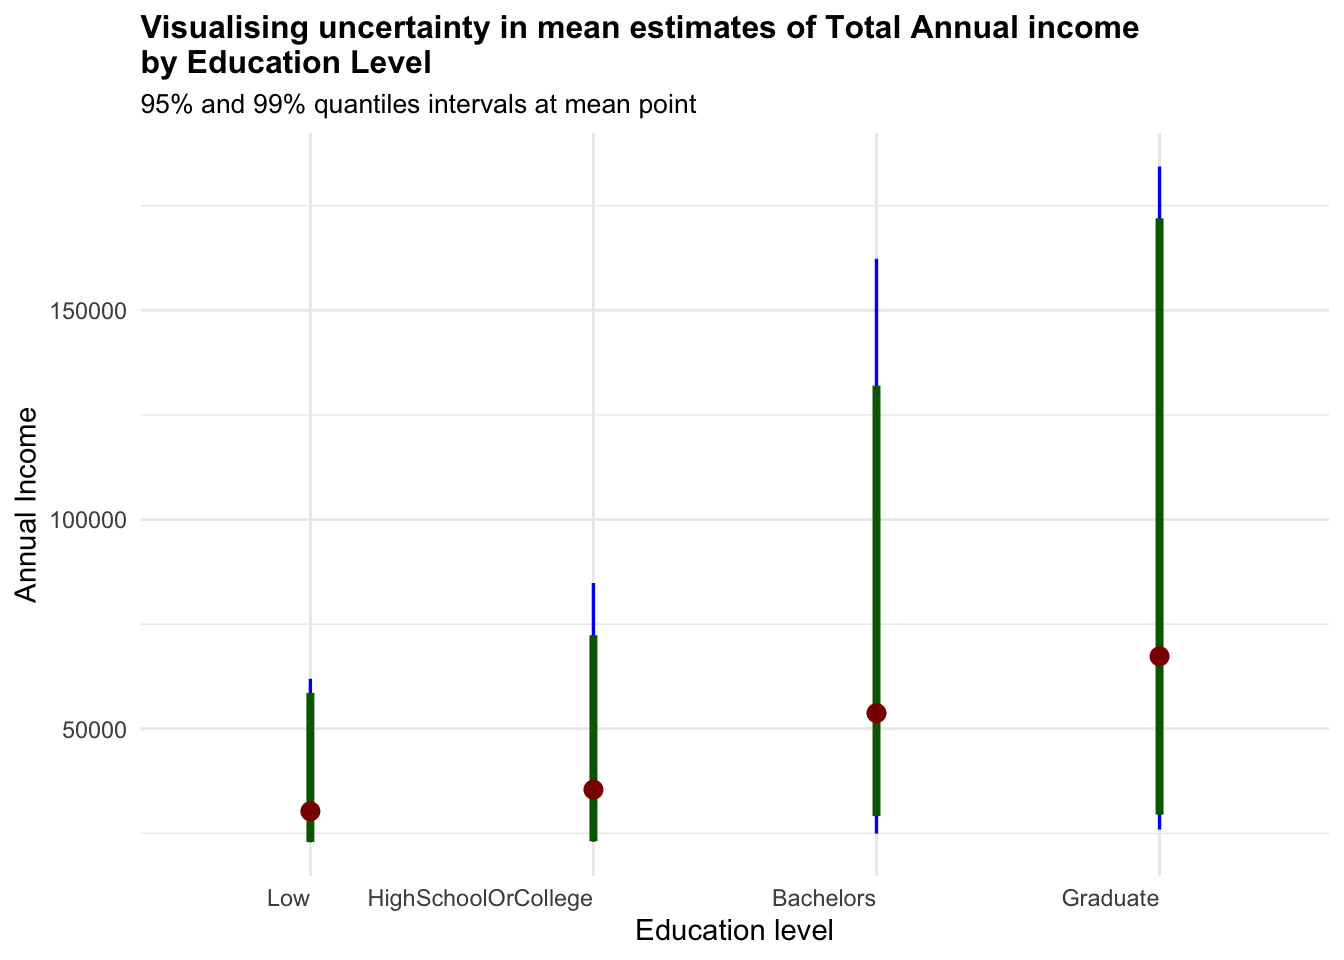 Visualising uncertainty in mean estimates of Total Annual income
by Education Level
95% and 99% quantiles intervals at mean point
Annual Income
150000
100000
50000
Low HighSchoolOrCollege Bachelors Graduate
Education level